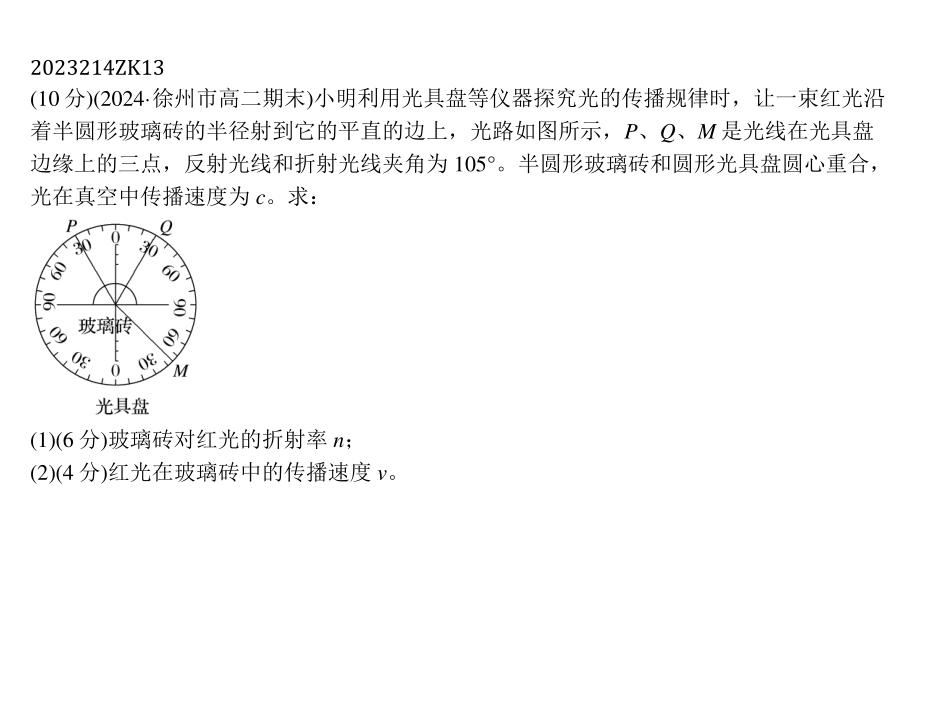 2023214ZK13
(10 分)(2024·徐州市高二期末)小明利用光具盘等仪器探究光的传播规律时，让一束红光沿
着半圆形玻璃砖的半径射到它的平直的边上，光路如图所示，P、Q、M 是光线在光具盘
边缘上的三点，反射光线和折射光线夹角为 105°。半圆形玻璃砖和圆形光具盘圆心重合，
光在真空中传播速度为 c。求：
P Q
30 0 30
60 60
90 90
玻璃砖
60 60
30 0 30
M
光具盘
(1)(6 分)玻璃砖对红光的折射率 n；
(2)(4 分)红光在玻璃砖中的传播速度 v。